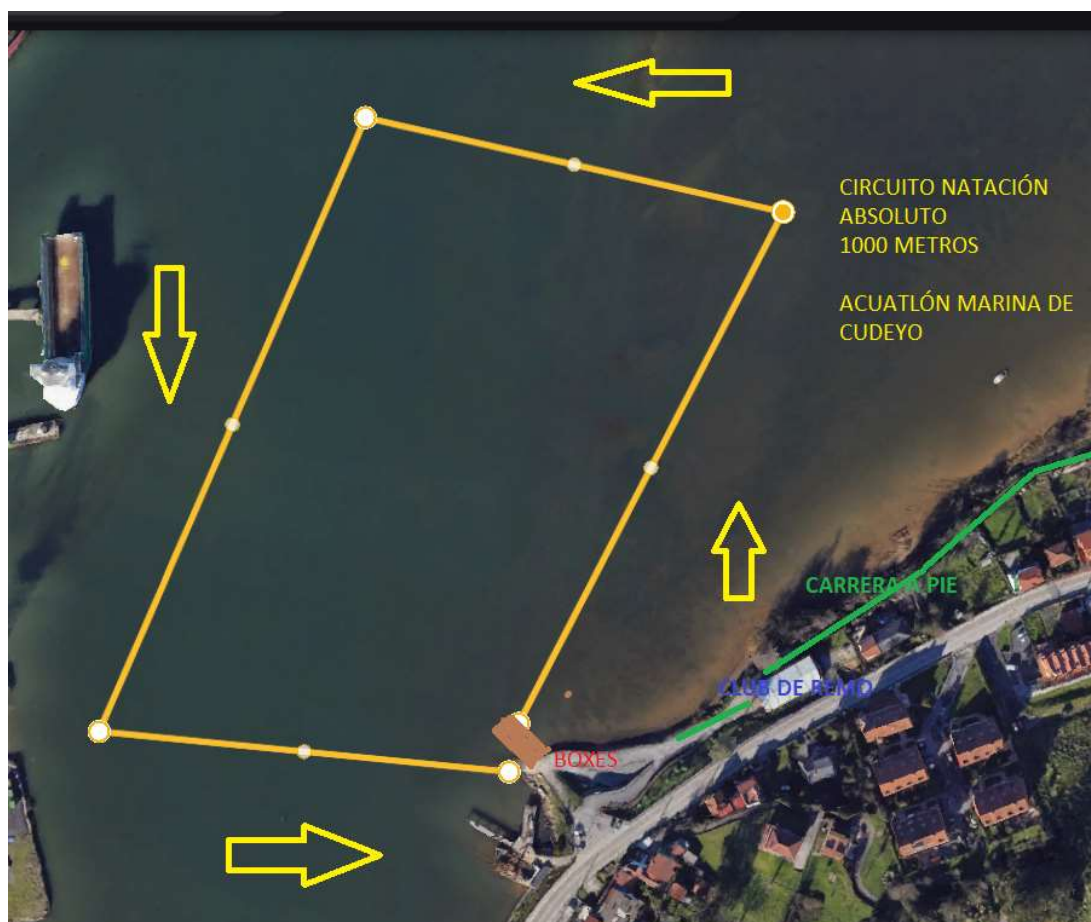 CIRCUITO NATACIÓN
ABSOLUTO
1000 METROS
ACUATLÓN MARINA DE
CUDEYO
CARRERA A PIE
CLUB DE REMO
BOXES